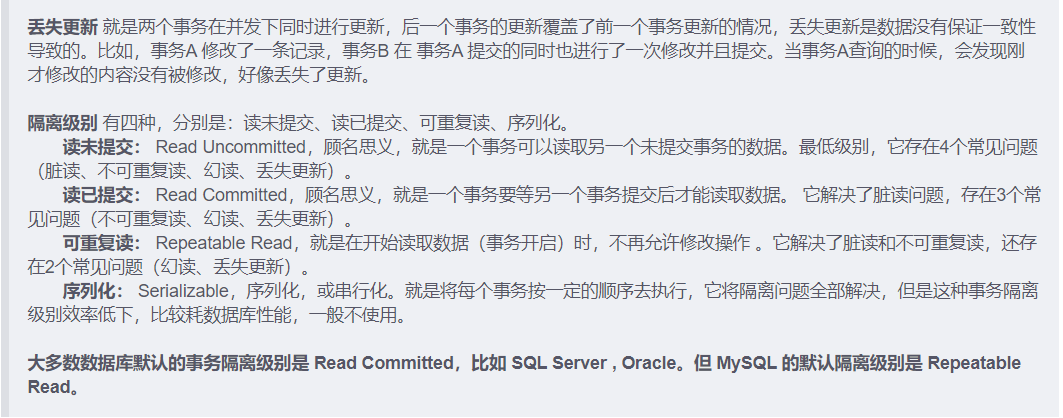 丢失更新 就是两个事务在并发下同时进行更新，后一个事务的更新覆盖了前一个事务更新的情况，丢失更新是数据没有保证一致性
导致的。比如，事务A 修改了一条记录，事务B 在 事务A 提交的同时也进行了一次修改并且提交。当事务A查询的时候，会发现刚
才修改的内容没有被修改，好像丢失了更新。
隔离级别 有四种，分别是：读未提交、读已提交、可重复读、序列化。
读未提交： Read Uncommitted，顾名思义，就是一个事务可以读取另一个未提交事务的数据。最低级别，它存在4个常见问题
（脏读、不可重复读、幻读、丢失更新）。
读已提交： Read Committed，顾名思义，就是一个事务要等另一个事务提交后才能读取数据。 它解决了脏读问题，存在3个常
见问题（不可重复读、幻读、丢失更新）。
可重复读： Repeatable Read，就是在开始读取数据（事务开启）时，不再允许修改操作 。它解决了脏读和不可重复读，还存
在2个常见问题（幻读、丢失更新）。
序列化： Serializable，序列化，或串行化。就是将每个事务按一定的顺序去执行，它将隔离问题全部解决，但是这种事务隔离
级别效率低下，比较耗数据库性能，一般不使用。
大多数数据库默认的事务隔离级别是 Read Committed，比如 SQL Server , Oracle。但 MySQL 的默认隔离级别是 Repeatable
Read。